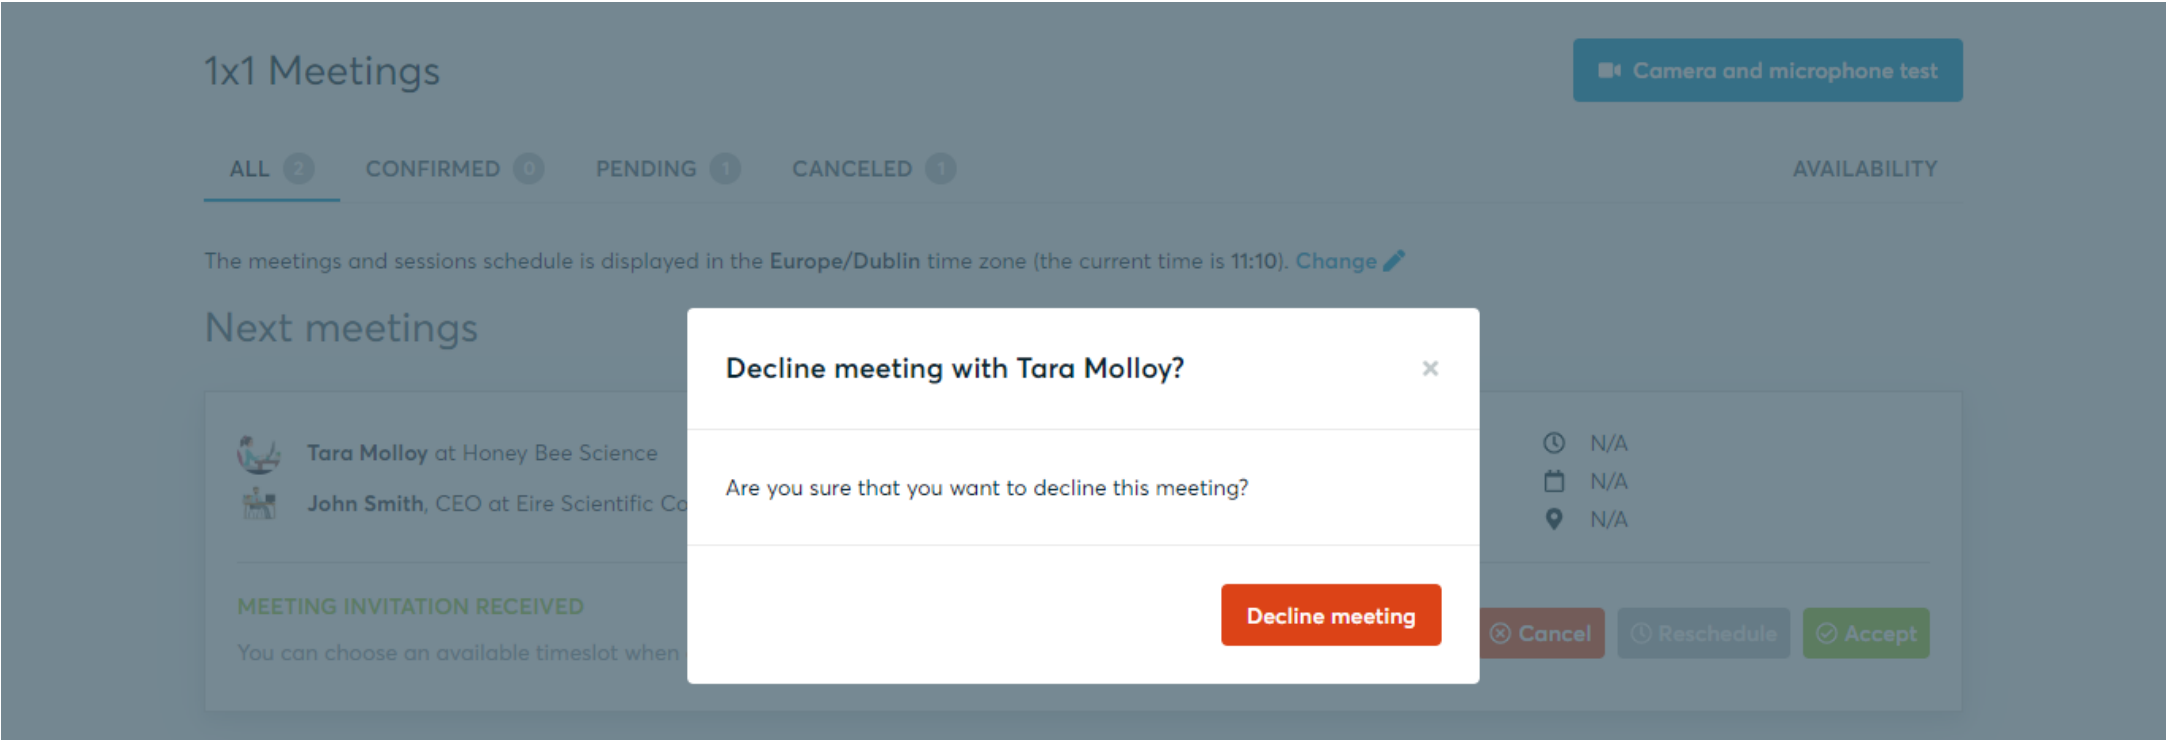 1x1 Meetings
Camera and microphone test
ALL 2 CONFIRMED 0 PENDING 1 CANCELED 1 AVAILABILITY
The meetings and sessions schedule is displayed in the Europe/Dublin time zone (the current time is 11:10). Change
Next meetings
Decline meeting with Tara Molloy?
×
Tara Molloy at Honey Bee Science
N/A
Are you sure that you want to decline this meeting?
N/A
John Smith, CEO at Eire Scientific Co
N/A
MEETING INVITATION RECEIVED
Decline meeting
Cancel Reschedule Accept
You can choose an available timeslot when